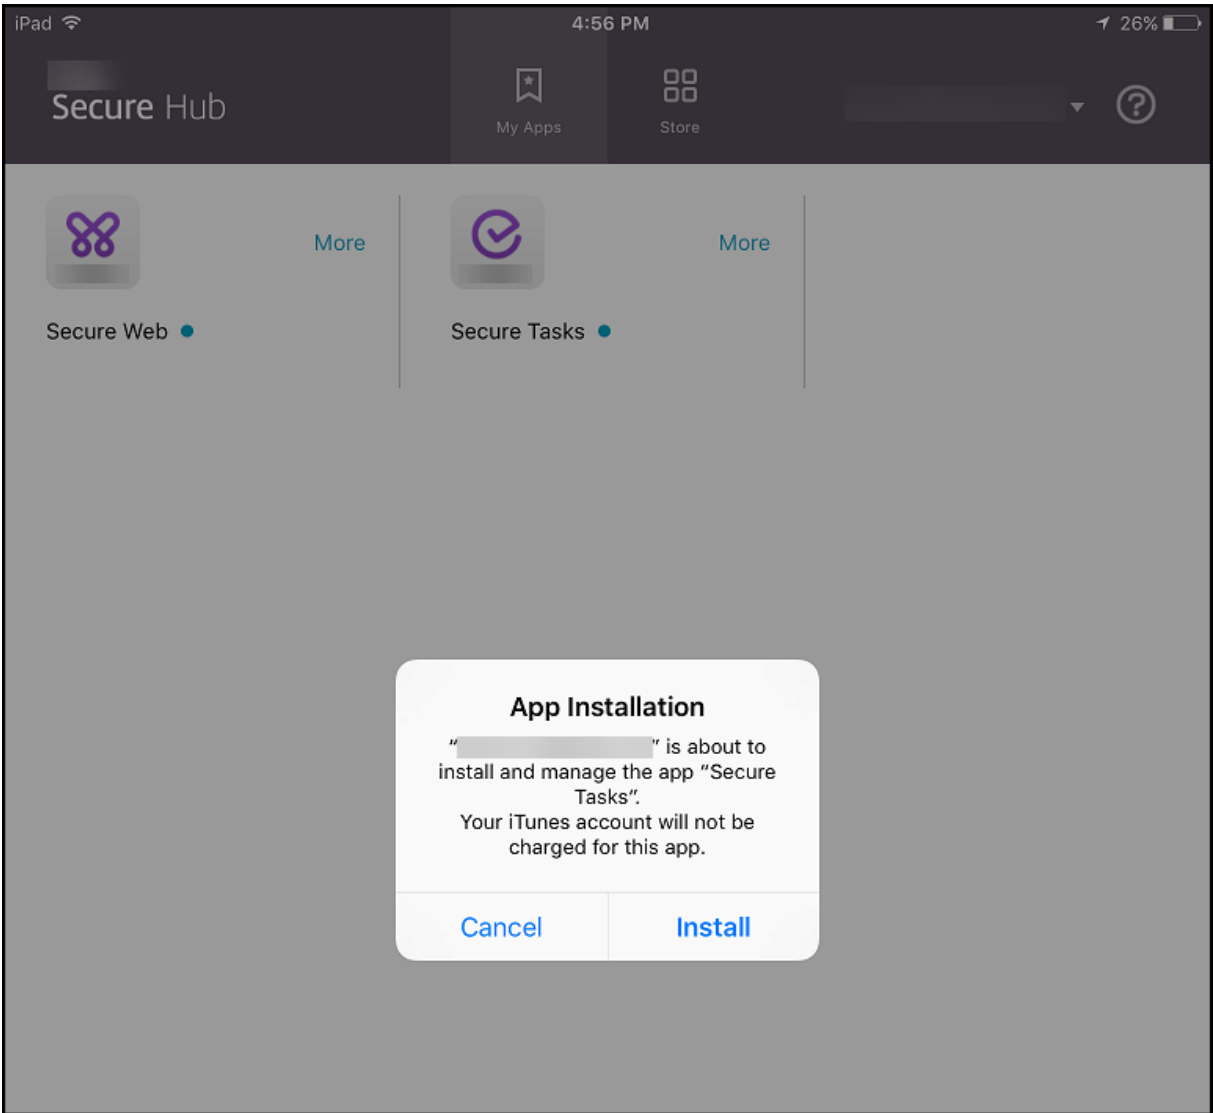 iPad 4:56 PM 26%
Secure Hub
My Apps Store
More More
Secure Web Secure Tasks
App Installation
“ ” is about to
install and manage the app “Secure
Tasks”.
Your iTunes account will not be
charged for this app.
Cancel Install